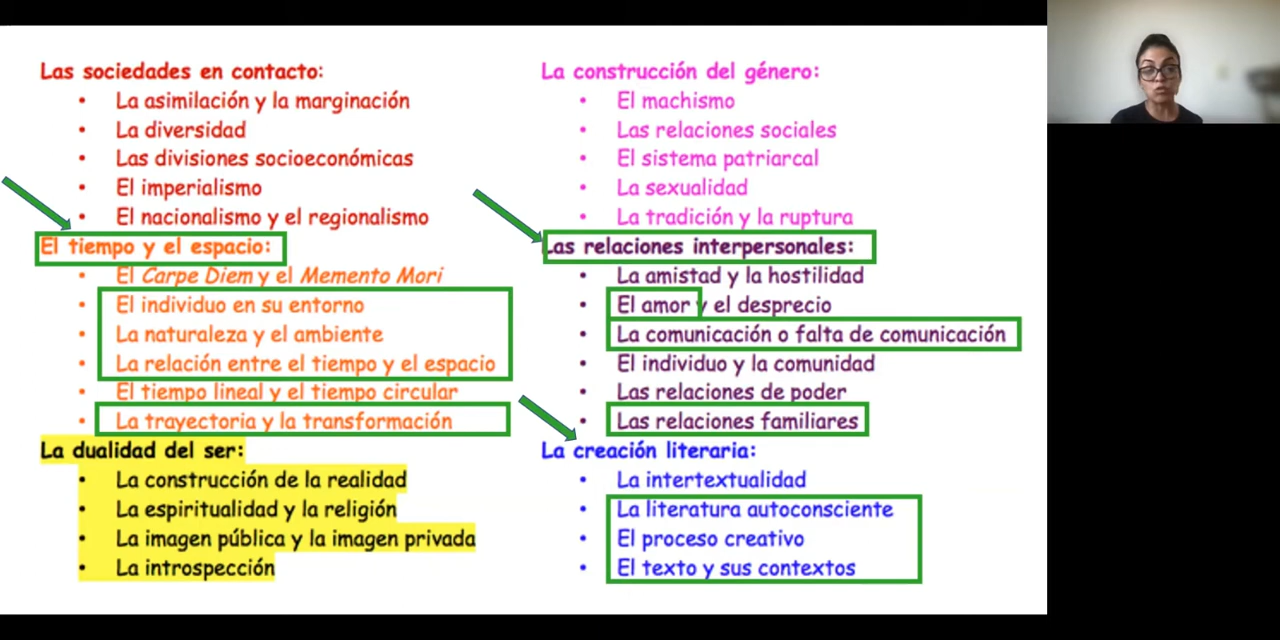 Las sociedades en contacto:
• La asimilación y la marginación
• La diversidad
• Las divisiones socioeconómicas
• El imperialismo
• El nacionalismo y el regionalismo
El tiempo y el espacio:
• El Carpe Diem y el Memento Mori
• El individuo en su entorno
• La naturaleza y el ambiente
• La relación entre el tiempo y el espacio
• El tiempo lineal y el tiempo circular
• La trayectoria y la transformación
La dualidad del ser:
• La construcción de la realidad
• La espiritualidad y la religión
• La imagen pública y la imagen privada
• La introspección
La construcción del género:
• El machismo
• Las relaciones sociales
• El sistema patriarcal
• La sexualidad
• La tradición y la ruptura
Las relaciones interpersonales:
• La amistad y la hostilidad
• El amor y el desprecio
• La comunicación o falta de comunicación
• El individuo y la comunidad
• Las relaciones de poder
• Las relaciones familiares
La creación literaria:
• La intertextualidad
• La literatura autoconsciente
• El proceso creativo
• El texto y sus contextos